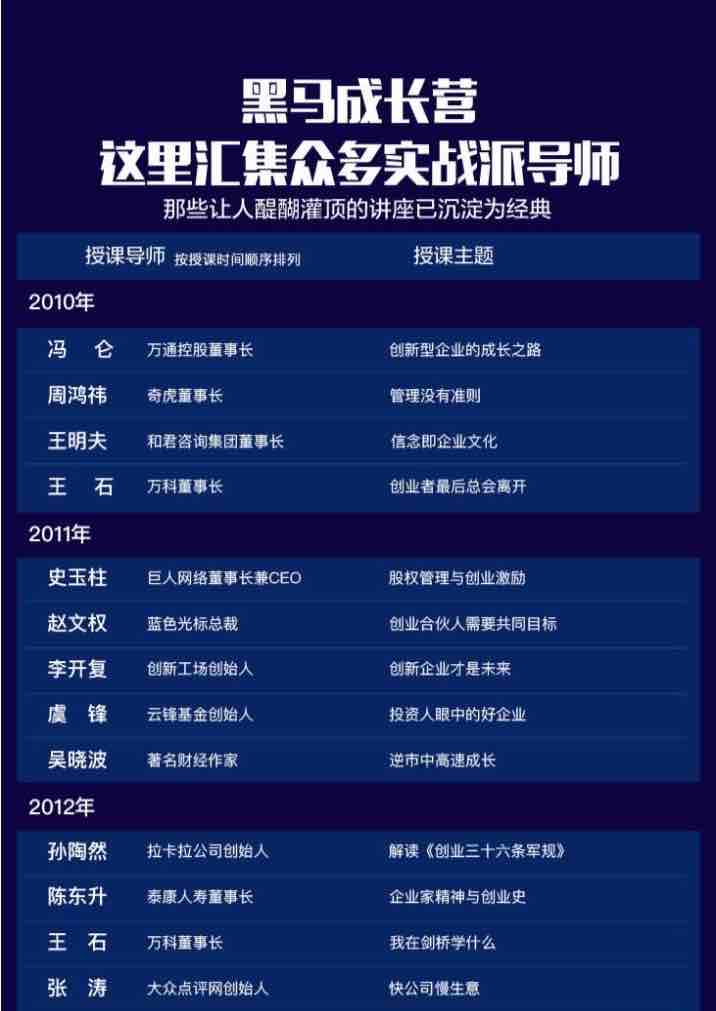 黑马成长营
这里汇集众多实战派导师
那些让人醍醐灌顶的讲座已沉淀为经典
授课导师 按授课时间顺序排列 授课主题
2010年
冯 仑 万通控股董事长 创新型企业的成长之路
周鸿祎 奇虎董事长 管理没有准则
王明夫 和君咨询集团董事长 信念即企业文化
王 石 万科董事长 创业者最后总会离开
2011年
史玉柱 巨人网络董事长兼CEO 股权管理与创业激励
赵文权 蓝色光标总裁 创业合伙人需要共同目标
李开复 创新工场创始人 创新企业才是未来
虞 锋 云锋基金创始人 投资人眼中的好企业
吴晓波 著名财经作家 逆市中高速成长
2012年
孙陶然 拉卡拉公司创始人 解读《创业三十六条军规》
陈东升 泰康人寿董事长 企业家精神与创业史
王 石 万科董事长 我在剑桥学什么
张 涛 大众点评网创始人 快公司慢生意